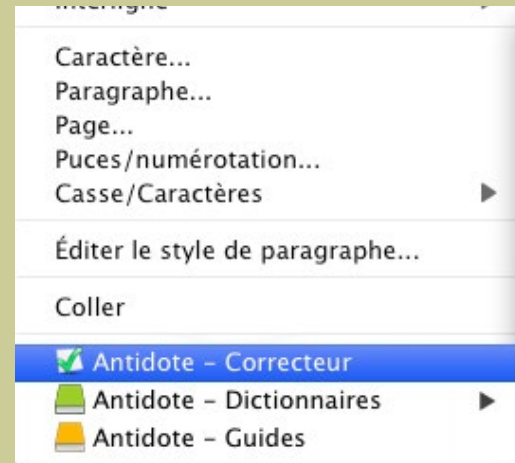 Interligne
Caractère...
Paragraphe...
Page...
Puces/numérotation...
Casse/Caractères
Éditer le style de paragraphe...
Coller
Antidote – Correcteur
Antidote – Dictionnaires
Antidote – Guides